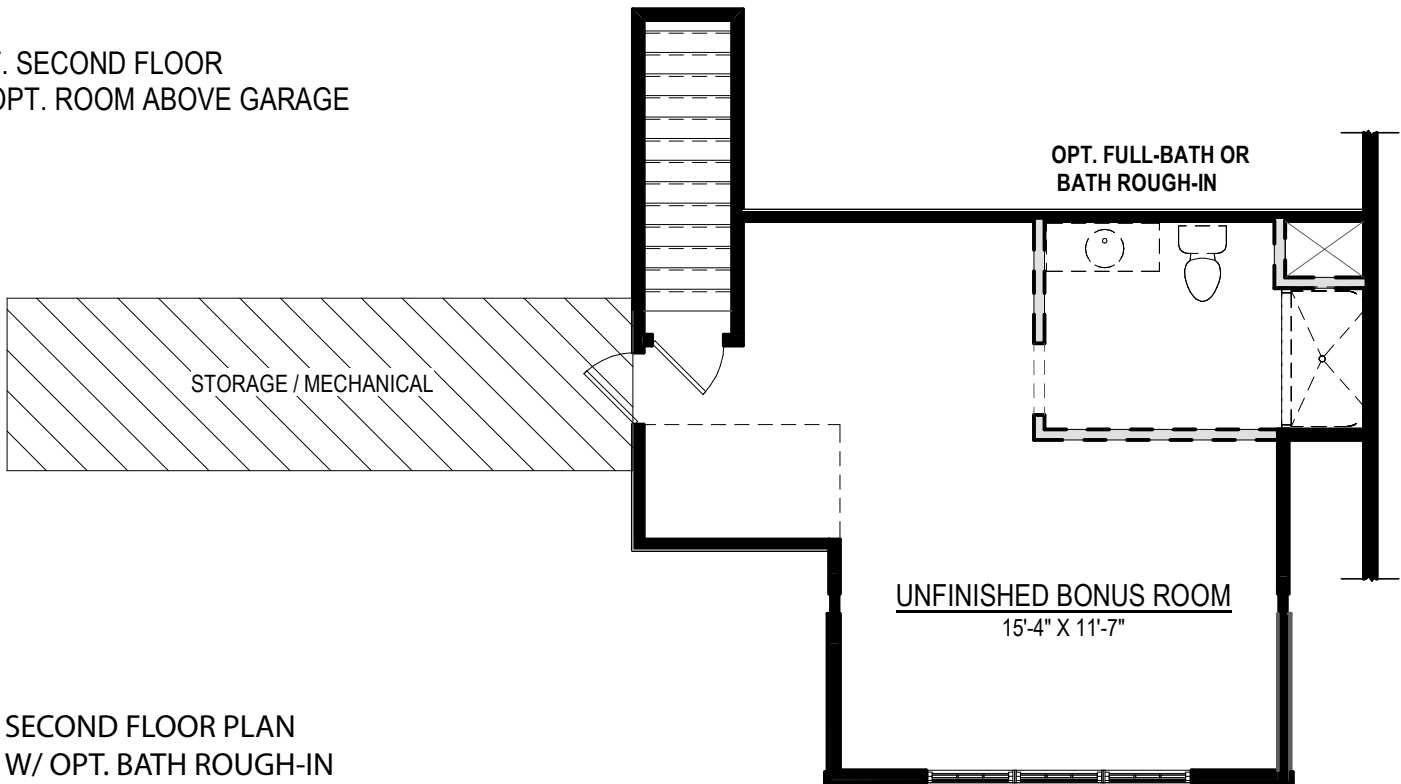 . SECOND FLOOR
OPT. ROOM ABOVE GARAGE
OPT. FULL-BATH OR
BATH ROUGH-IN
STORAGE / MECHANICAL
UNFINISHED BONUS ROOM
15'-4" X 11'-7"
SECOND FLOOR PLAN
W/ OPT. BATH ROUGH-IN